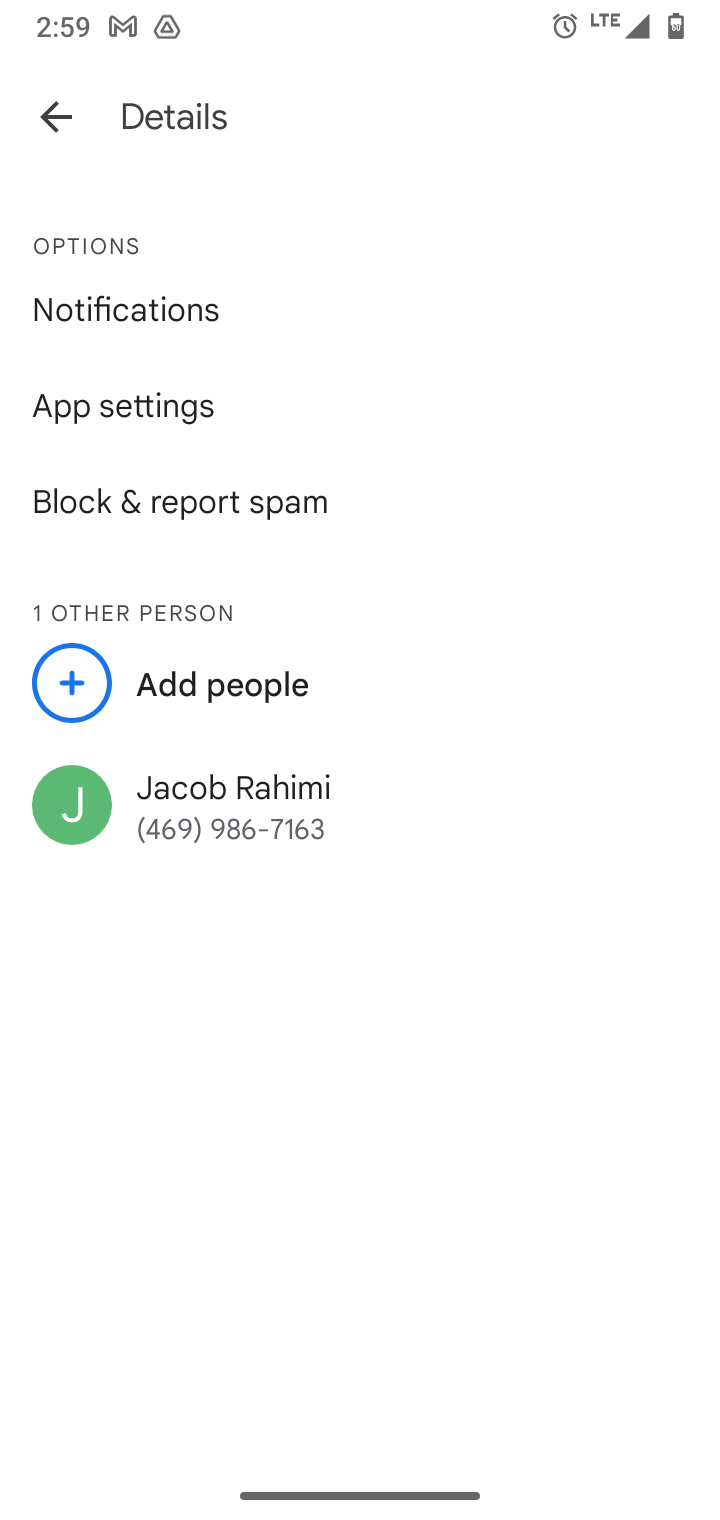 2:59 LTE
Details
OPTIONS
Notifications
App settings
Block & report spam
1 OTHER PERSON
Add people
J
Jacob Rahimi
(469) 986-7163